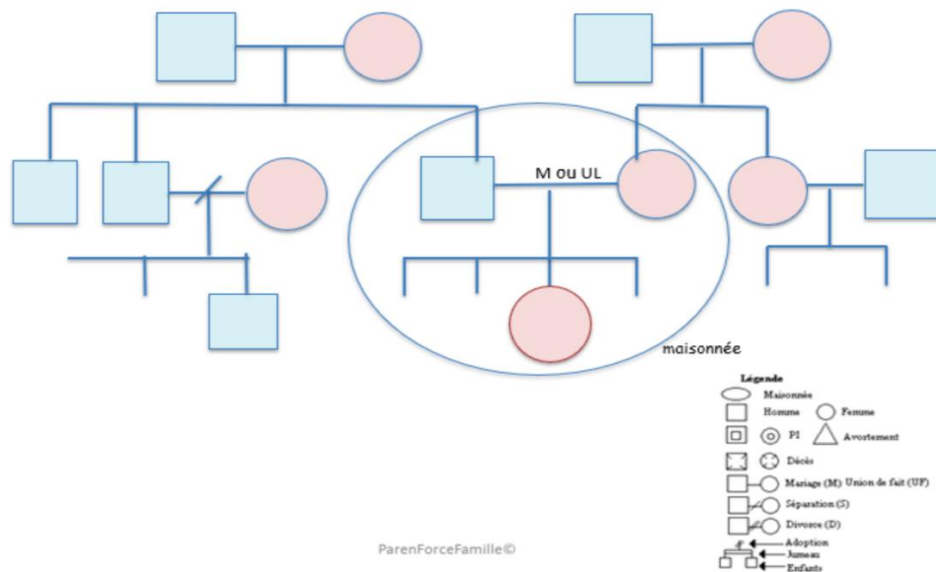 M ou UL
maisonnée
Légende
Maisonnée
Homme Femme
PI Avortement
Décès
Mariage (M) Union de fait (UF)
Séparation (S)
Divorce (D)
Adoption
Jumeau
Enfants
ParenForceFamille©